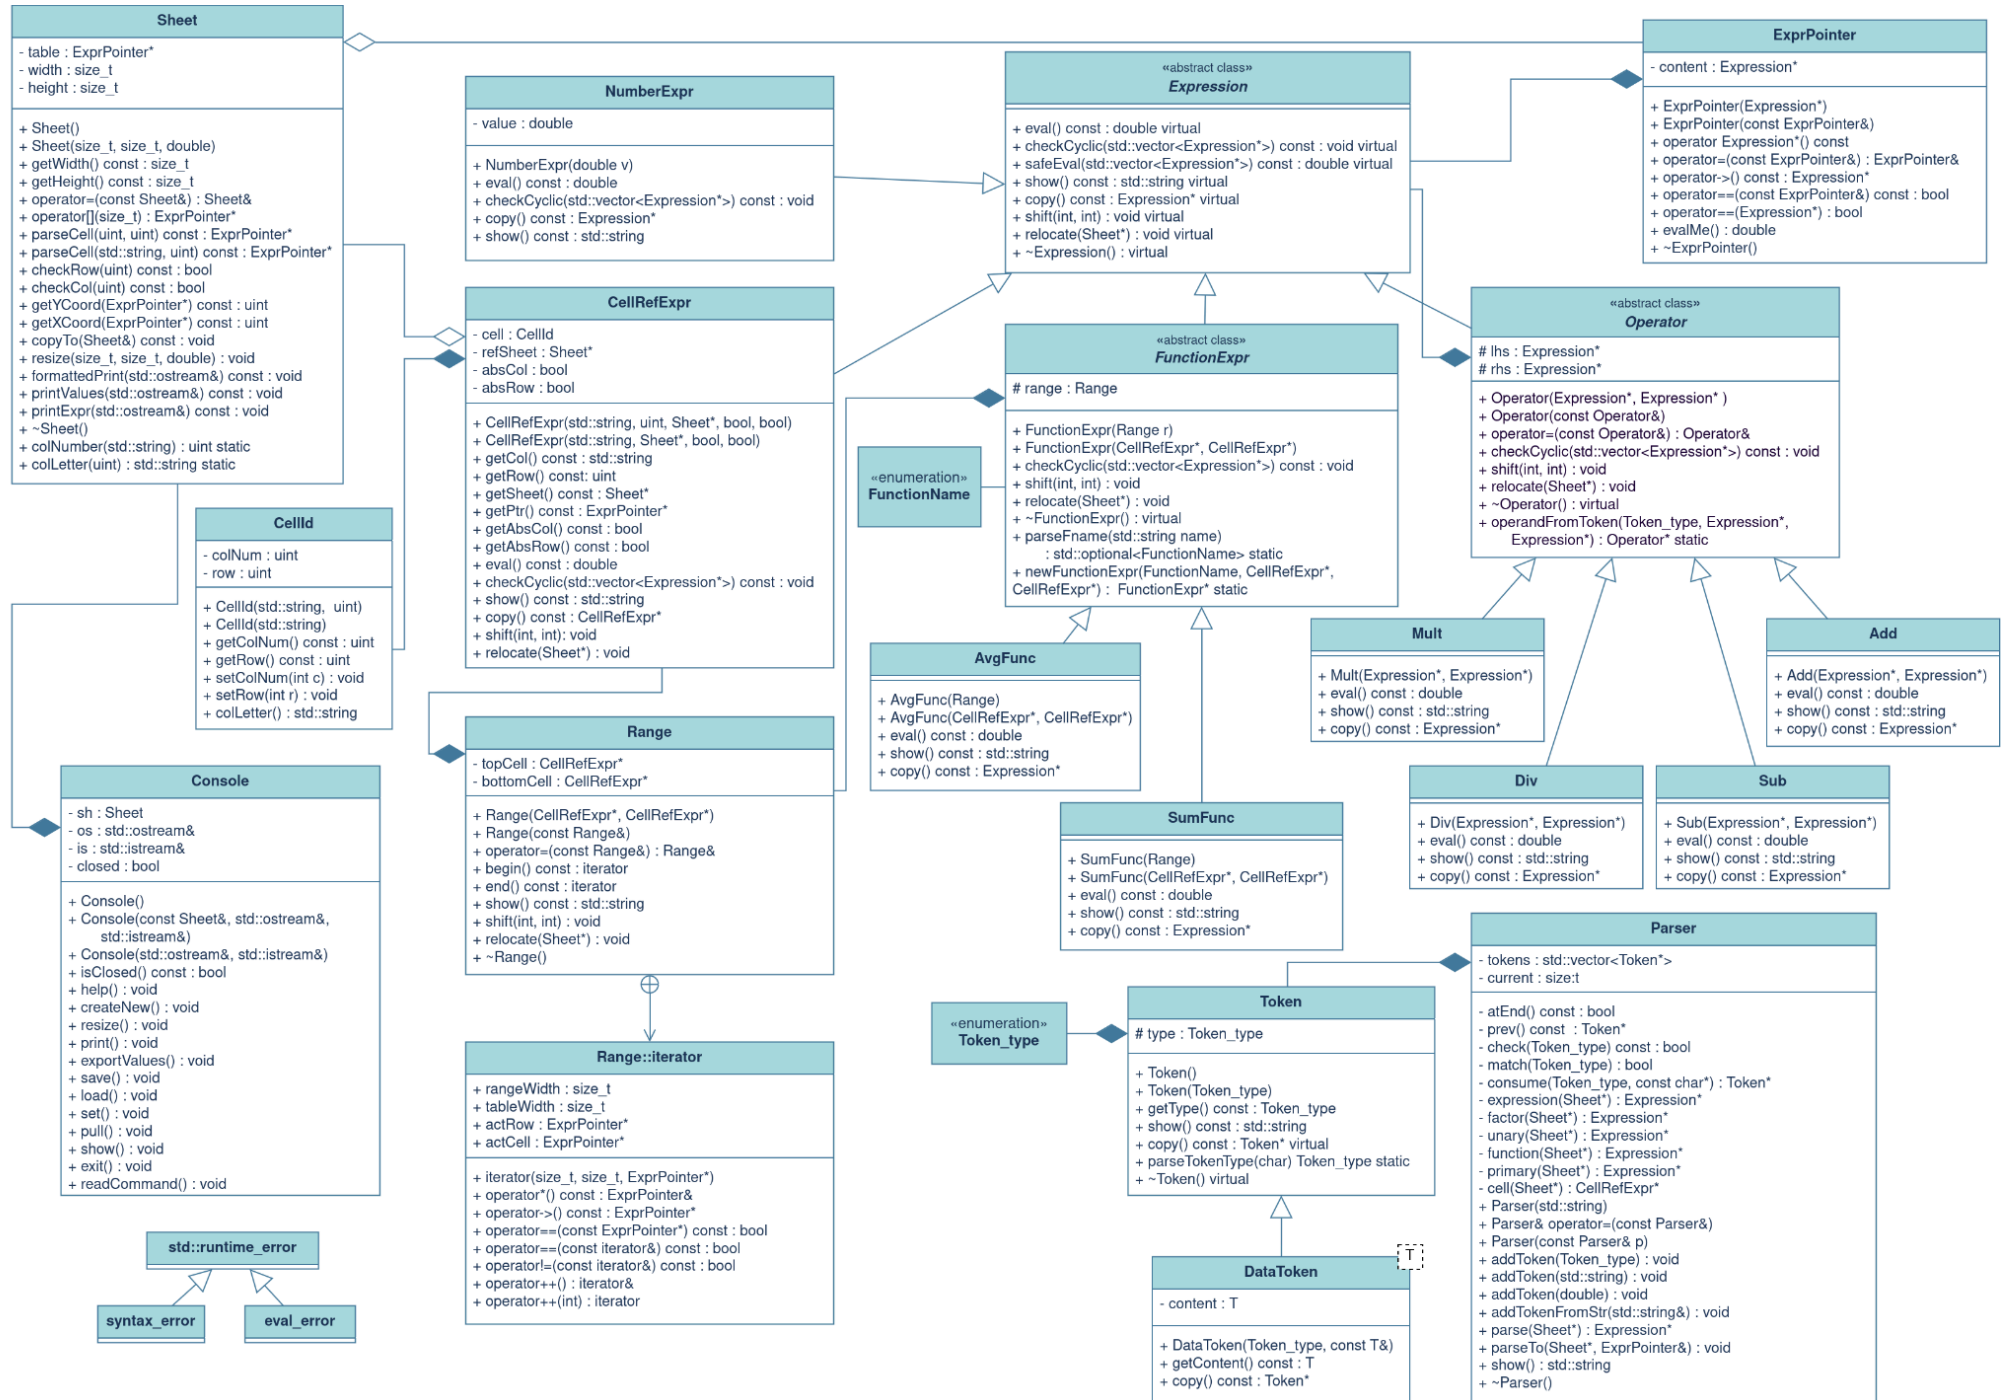 Sheet
- table : ExprPointer*
- width : size_t
- height : size_t
+ Sheet()
+ Sheet(size_t, size_t, double)
+ getWidth() const : size_t
+ getHeight() const : size_t
+ operator=(const Sheet&) : Sheet&
+ operator[](size_t) : ExprPointer*
+ parseCell(uint, uint) const : ExprPointer*
+ parseCell(std::string, uint) const : ExprPointer*
+ checkRow(uint) const : bool
+ checkCol(uint) const : bool
+ getYCoord(ExprPointer*) const : uint
+ getXCoord(ExprPointer*) const : uint
+ copyTo(Sheet&) const : void
+ resize(size_t, size_t, double) : void
+ formattedPrint(std::ostream&) const : void
+ printValues(std::ostream&) const : void
+ printExpr(std::ostream&) const : void
+ ~Sheet()
+ colNumber(std::string) : uint static
+ colLetter(uint) : std::string static
NumberExpr
- value : double
+ NumberExpr(double v)
+ eval() const : double
+ checkCyclic(std::vector<Expression*>) const : void
+ copy() const : Expression*
+ show() const : std::string
«abstract class»
Expression
+ eval() const : double virtual
+ checkCyclic(std::vector<Expression*>) const : void virtual
+ safeEval(std::vector<Expression*>) const : double virtual
+ show() const : std::string virtual
+ copy() const : Expression* virtual
+ shift(int, int) : void virtual
+ relocate(Sheet*) : void virtual
+ ~Expression() : virtual
ExprPointer
- content : Expression*
+ ExprPointer(Expression*)
+ ExprPointer(const ExprPointer&)
+ operator Expression*() const
+ operator=(const ExprPointer&) : ExprPointer&
+ operator->() const : Expression*
+ operator==(const ExprPointer&) const : bool
+ operator==(Expression*) : bool
+ evalMe() : double
+ ~ExprPointer()
CellRefExpr
- cell : CellId
- refSheet : Sheet*
- absCol : bool
- absRow : bool
+ CellRefExpr(std::string, uint, Sheet*, bool, bool)
+ CellRefExpr(std::string, Sheet*, bool, bool)
+ getCol() const : std::string
+ getRow() const: uint
+ getSheet() const : Sheet*
+ getPtr() const : ExprPointer*
+ getAbsCol() const : bool
+ getAbsRow() const : bool
+ eval() const : double
+ checkCyclic(std::vector<Expression*>) const : void
+ show() const : std::string
+ copy() const : CellRefExpr*
+ shift(int, int): void
+ relocate(Sheet*) : void
«abstract class»
FunctionExpr
# range : Range
+ FunctionExpr(Range r)
+ FunctionExpr(CellRefExpr*, CellRefExpr*)
+ checkCyclic(std::vector<Expression*>) const : void
+ shift(int, int) : void
+ relocate(Sheet*) : void
+ ~FunctionExpr() : virtual
+ parseFname(std::string name)
: std::optional<FunctionName> static
+ newFunctionExpr(FunctionName, CellRefExpr*,
CellRefExpr*) : FunctionExpr* static
«enumeration»
FunctionName
«abstract class»
Operator
# lhs : Expression*
# rhs : Expression*
+ Operator(Expression*, Expression* )
+ Operator(const Operator&)
+ operator=(const Operator&) : Operator&
+ checkCyclic(std::vector<Expression*>) const : void
+ shift(int, int) : void
+ relocate(Sheet*) : void
+ ~Operator() : virtual
+ operandFromToken(Token_type, Expression*,
Expression*) : Operator* static
CellId
- colNum : uint
- row : uint
+ CellId(std::string, uint)
+ CellId(std::string)
+ getColNum() const : uint
+ getRow() const : uint
+ setColNum(int c) : void
+ setRow(int r) : void
+ colLetter() : std::string
AvgFunc
+ AvgFunc(Range)
+ AvgFunc(CellRefExpr*, CellRefExpr*)
+ eval() const : double
+ show() const : std::string
+ copy() const : Expression*
Mult
+ Mult(Expression*, Expression*)
+ eval() const : double
+ show() const : std::string
+ copy() const : Expression*
Add
+ Add(Expression*, Expression*)
+ eval() const : double
+ show() const : std::string
+ copy() const : Expression*
Range
- topCell : CellRefExpr*
- bottomCell : CellRefExpr*
+ Range(CellRefExpr*, CellRefExpr*)
+ Range(const Range&)
+ operator=(const Range&) : Range&
+ begin() const : iterator
+ end() const : iterator
+ show() const : std::string
+ shift(int, int) : void
+ relocate(Sheet*) : void
+ ~Range()
Console
- sh : Sheet
- os : std::ostream&
- is : std::istream&
- closed : bool
+ Console()
+ Console(const Sheet&, std::ostream&,
std::istream&)
+ Console(std::ostream&, std::istream&)
+ isClosed() const : bool
+ help() : void
+ createNew() : void
+ resize() : void
+ print() : void
+ exportValues() : void
+ save() : void
+ load() : void
+ set() : void
+ pull() : void
+ show() : void
+ exit() : void
+ readCommand() : void
SumFunc
+ SumFunc(Range)
+ SumFunc(CellRefExpr*, CellRefExpr*)
+ eval() const : double
+ show() const : std::string
+ copy() const : Expression*
Div
+ Div(Expression*, Expression*)
+ eval() const : double
+ show() const : std::string
+ copy() const : Expression*
Sub
+ Sub(Expression*, Expression*)
+ eval() const : double
+ show() const : std::string
+ copy() const : Expression*
Parser
- tokens : std::vector<Token*>
- current : size:t
- atEnd() const : bool
- prev() const : Token*
- check(Token_type) const : bool
- match(Token_type) : bool
- consume(Token_type, const char*) : Token*
- expression(Sheet*) : Expression*
- factor(Sheet*) : Expression*
- unary(Sheet*) : Expression*
- function(Sheet*) : Expression*
- primary(Sheet*) : Expression*
- cell(Sheet*) : CellRefExpr*
+ Parser(std::string)
+ Parser& operator=(const Parser&)
+ Parser(const Parser& p)
+ addToken(Token_type) : void
+ addToken(std::string) : void
+ addToken(double) : void
+ addTokenFromStr(std::string&) : void
+ parse(Sheet*) : Expression*
+ parseTo(Sheet*, ExprPointer&) : void
+ show() : std::string
+ ~Parser()
«enumeration»
Token_type
Token
# type : Token_type
+ Token()
+ Token(Token_type)
+ getType() const : Token_type
+ show() const : std::string
+ copy() const : Token* virtual
+ parseTokenType(char) Token_type static
+ ~Token() virtual
Range::iterator
+ rangeWidth : size_t
+ tableWidth : size_t
+ actRow : ExprPointer*
+ actCell : ExprPointer*
+ iterator(size_t, size_t, ExprPointer*)
+ operator*() const : ExprPointer&
+ operator->() const : ExprPointer*
+ operator==(const ExprPointer*) const : bool
+ operator==(const iterator&) const : bool
+ operator!=(const iterator&) const : bool
+ operator++() : iterator&
+ operator++(int) : iterator
std::runtime_error
syntax_error
eval_error
T
DataToken
- content : T
+ DataToken(Token_type, const T&)
+ getContent() const : T
+ copy() const : Token*